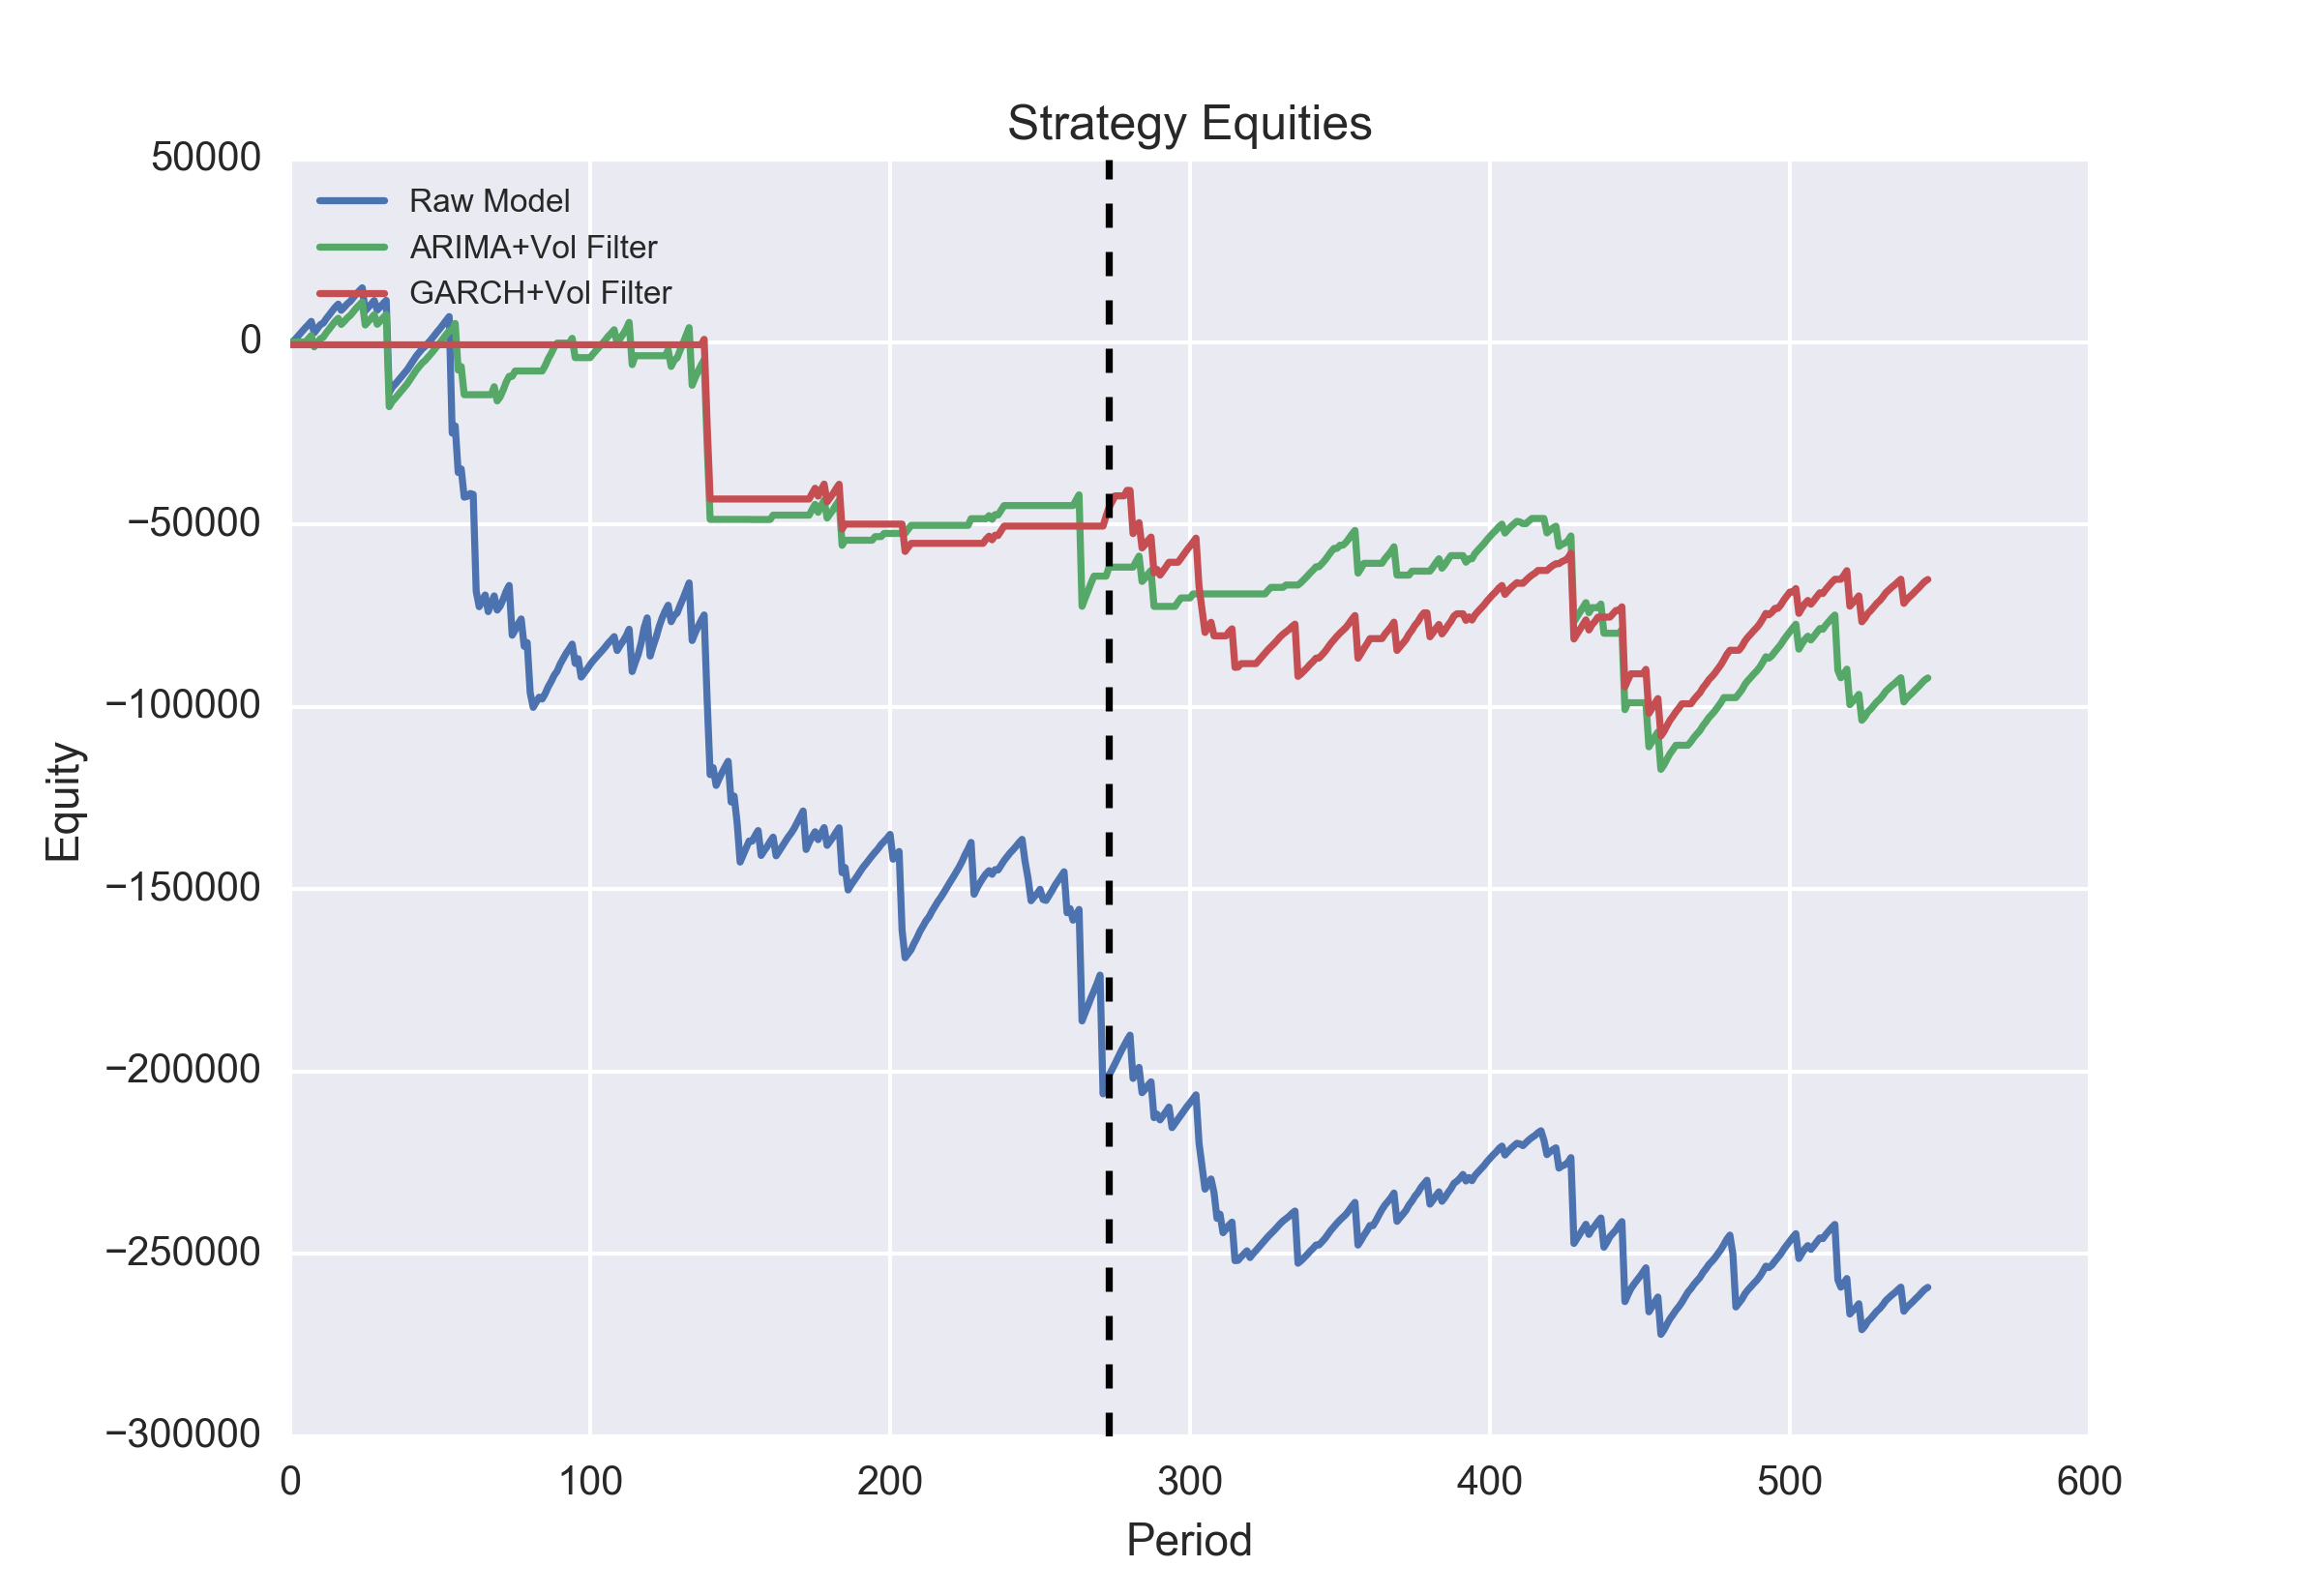 Strategy Equities
50000
0
−50000
−100000
−150000
−200000
−250000
−300000
Raw Model
ARIMA+Vol Filter
GARCH+Vol Filter
Equity
0 100 200 300 400 500 600
Period